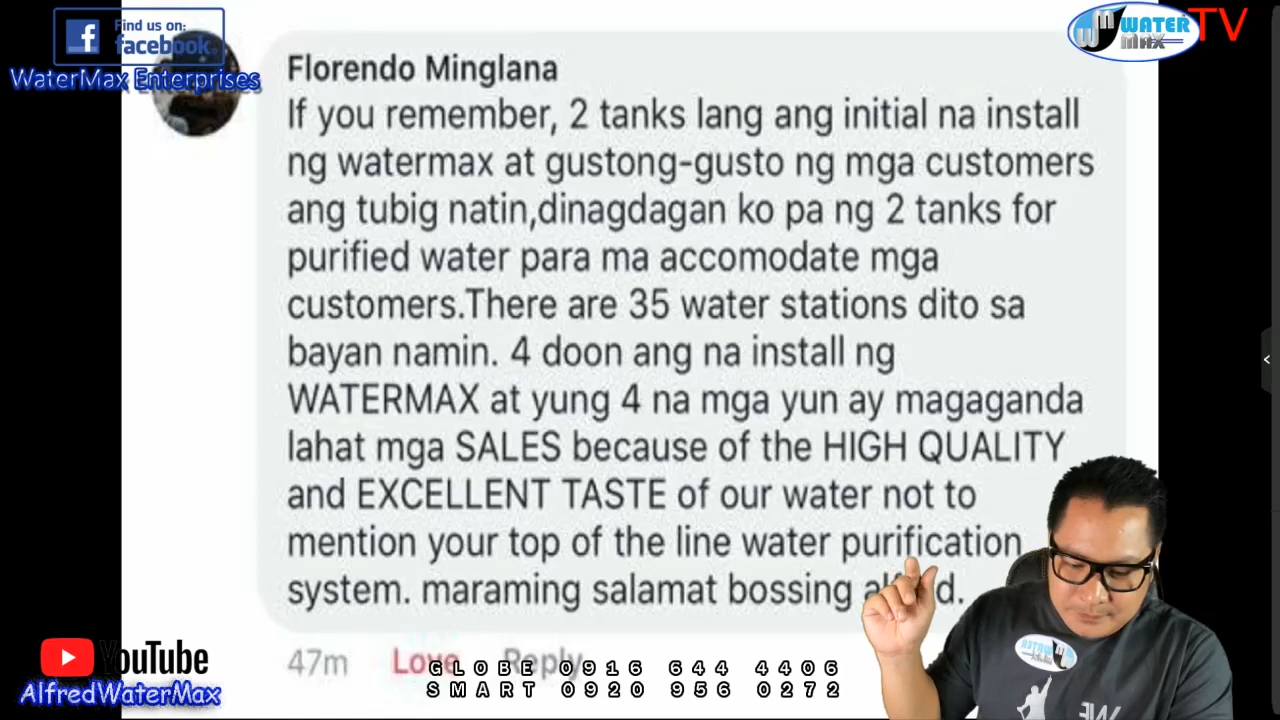 Find us on:
facebook.
WaterMax Enterprises
WATER
MAX
TV
Florendo Minglana
If you remember, 2 tanks lang ang initial na install
ng watermax at gustong-gusto ng mga customers
ang tubig natin,dinagdagan ko pa ng 2 tanks for
purified water para ma accomodate mga
customers.There are 35 water stations dito sa
bayan namin. 4 doon ang na install ng
WATERMAX at yung 4 na mga yun ay magaganda
lahat mga SALES because of the HIGH QUALITY
and EXCELLENT TASTE of our water not to
mention your top of the line water purification
system. maraming salamat bossing
47m Love Reply
GLOBE 0916 644 4406
SMART 0920 956 0272
YouTube
AlfredWaterMax